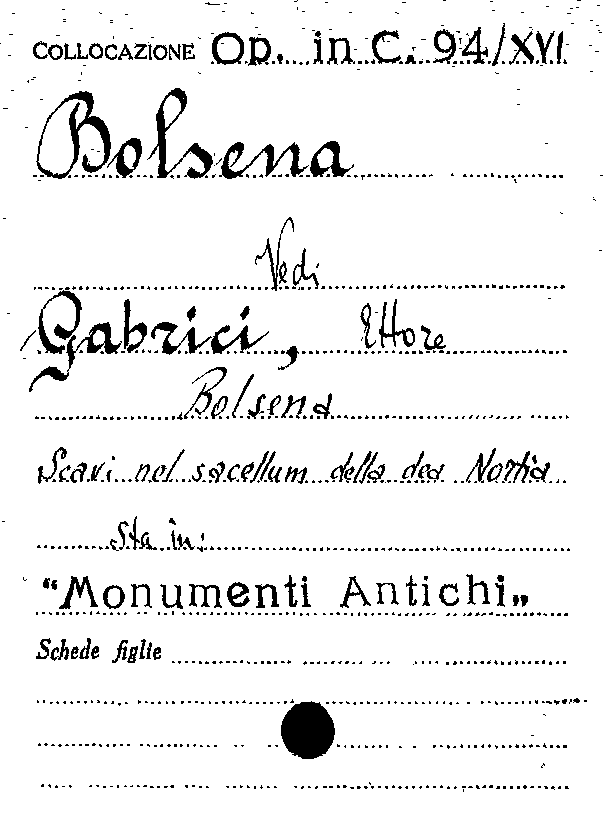 COLLOCAZIONE Op. in C. 94/XVI
Bolsena
Vedi
Gabrici, Ettore
Bolsena
Scavi nel sacellum della dea Nortia
Sta in:
“Monumenti Antichi„
Schede figlie